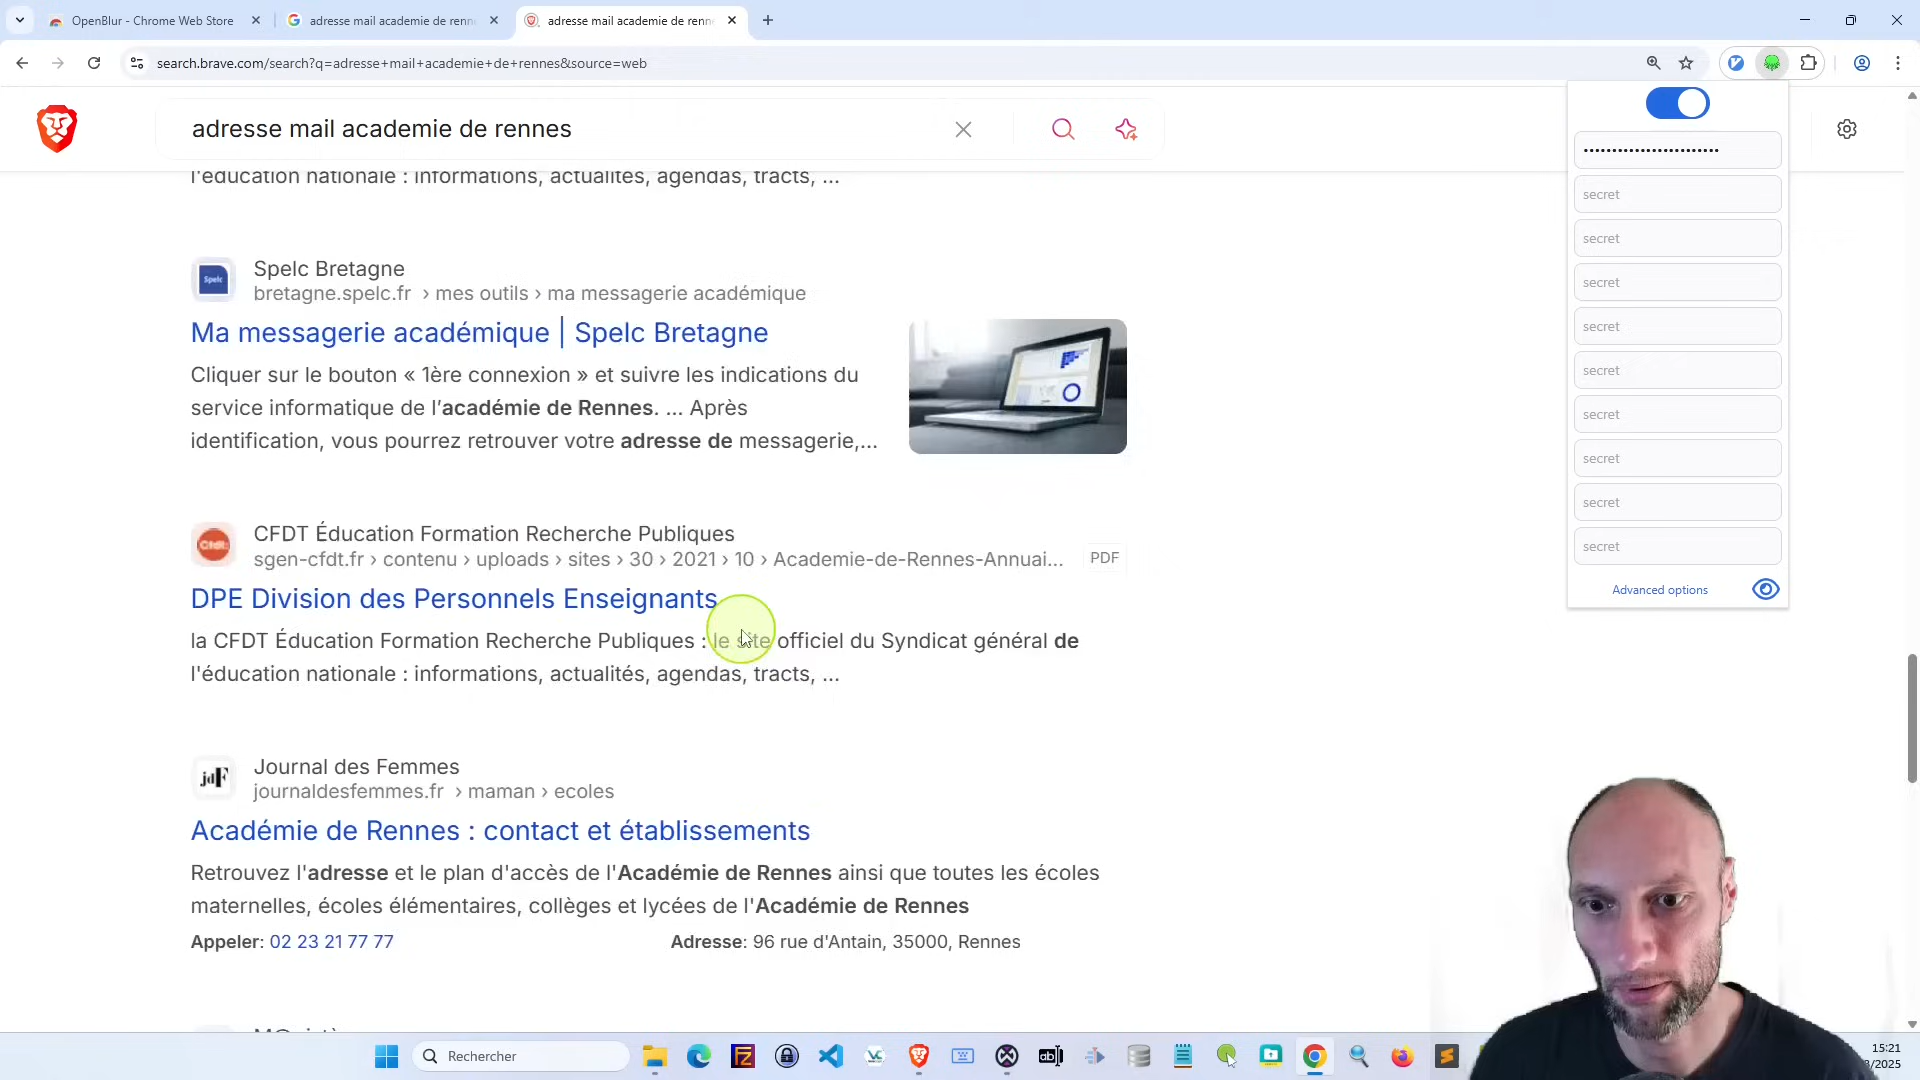 OpenBlur - Chrome Web Store
adresse mail academie de renn
adresse mail academie de renn
search.brave.com/search?q=adresse+mail+academie+de+rennes&source=web
adresse mail academie de rennes
l'éducation nationale : informations, actualités, agendas, tracts, ...
Spelc Bretagne
bretagne.spelc.fr › mes outils › ma messagerie académique
Ma messagerie académique | Spelc Bretagne
Cliquer sur le bouton « 1ère connexion » et suivre les indications du
service informatique de l’académie de Rennes. ... Après
identification, vous pourrez retrouver votre adresse de messagerie,...
Spelc
CFDT Éducation Formation Recherche Publiques
sgen-cfdt.fr › contenu › uploads › sites › 30 › 2021 › 10 › Academie-de-Rennes-Annuai...
PDF
Cfdt:
DPE Division des Personnels Enseignants
la CFDT Éducation Formation Recherche Publiques : le site officiel du Syndicat général de
l'éducation nationale : informations, actualités, agendas, tracts, ...
Journal des Femmes
journaldesfemmes.fr › maman › ecoles
jdF
Académie de Rennes : contact et établissements
Retrouvez l'adresse et le plan d'accès de l'Académie de Rennes ainsi que toutes les écoles
maternelles, écoles élémentaires, collèges et lycées de l'Académie de Rennes
Appeler: 02 23 21 77 77
Adresse: 96 rue d'Antain, 35000, Rennes
secret
secret
secret
secret
secret
secret
secret
secret
secret
Advanced options
Rechercher
15:21